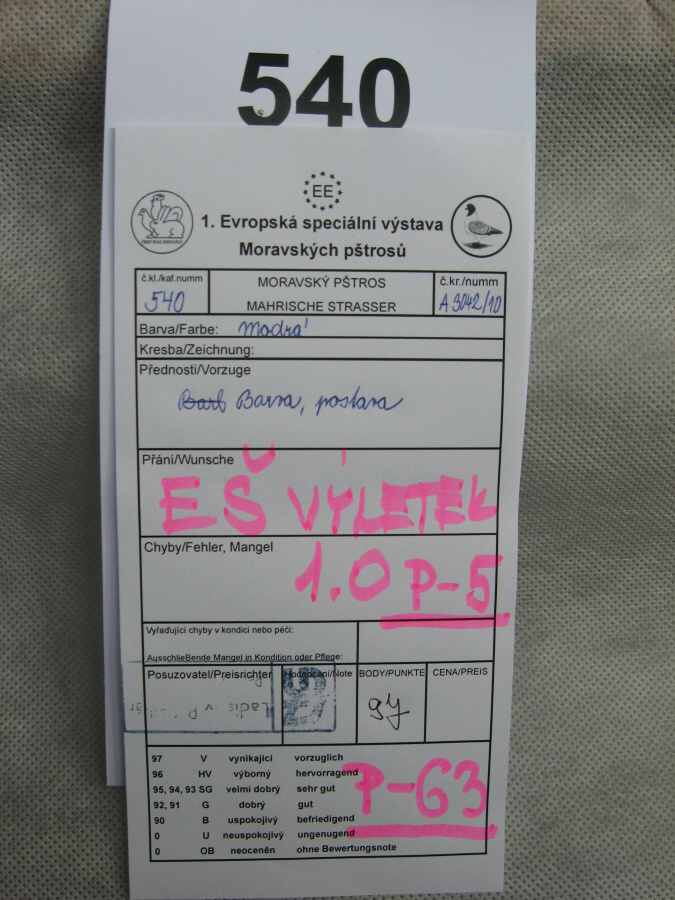 540
EE
1. Evropská speciální výstava
Moravských pštrosů
č.kl./kat.numm
540
MORAVSKÝ PŠTROS
MAHRISCHE STRASSER
č.kr./numm
A 3042/10
Barva/Farbe: Modrá
Kresba/Zeichnung:
Přednosti/Vorzuge
Barb Barva, postava
Přání/Wunsche
EŠ VÝLETEK
Chyby/Fehler, Mangel
1.0 P-5
Vyřaďující chyby v kondici nebo péči:
AusschlieBende Mangel in Kondition oder Pflege:
Posuzovatel/Preisrichter
Hodnocení/Note
BODY/PUNKTE
CENA/PREIS
97 V vynikající vorzuglich
96 HV výborný hervorragend
95, 94, 93 SG velmi dobrý sehr gut
92, 91 G dobrý gut
90 B uspokojivý befriedigend
0 U neuspokojivý ungenugend
0 OB neoceněn ohne Bewertungsnote
P-63